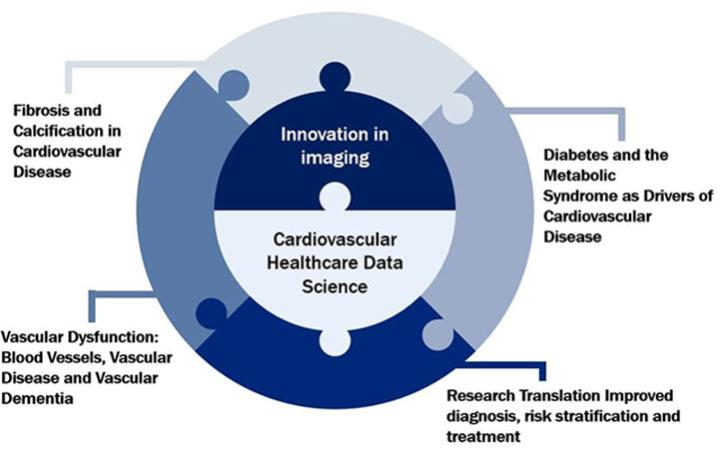 Fibrosis and
Calcification in
Cardiovascular
Disease
Innovation in
imaging
Diabetes and the
Metabolic
Syndrome as Drivers of
Cardiovascular
Disease
Cardiovascular
Healthcare Data
Science
Vascular Dysfunction:
Blood Vessels, Vascular
Disease and Vascular
Dementia
Research Translation Improved
diagnosis, risk stratification and
treatment